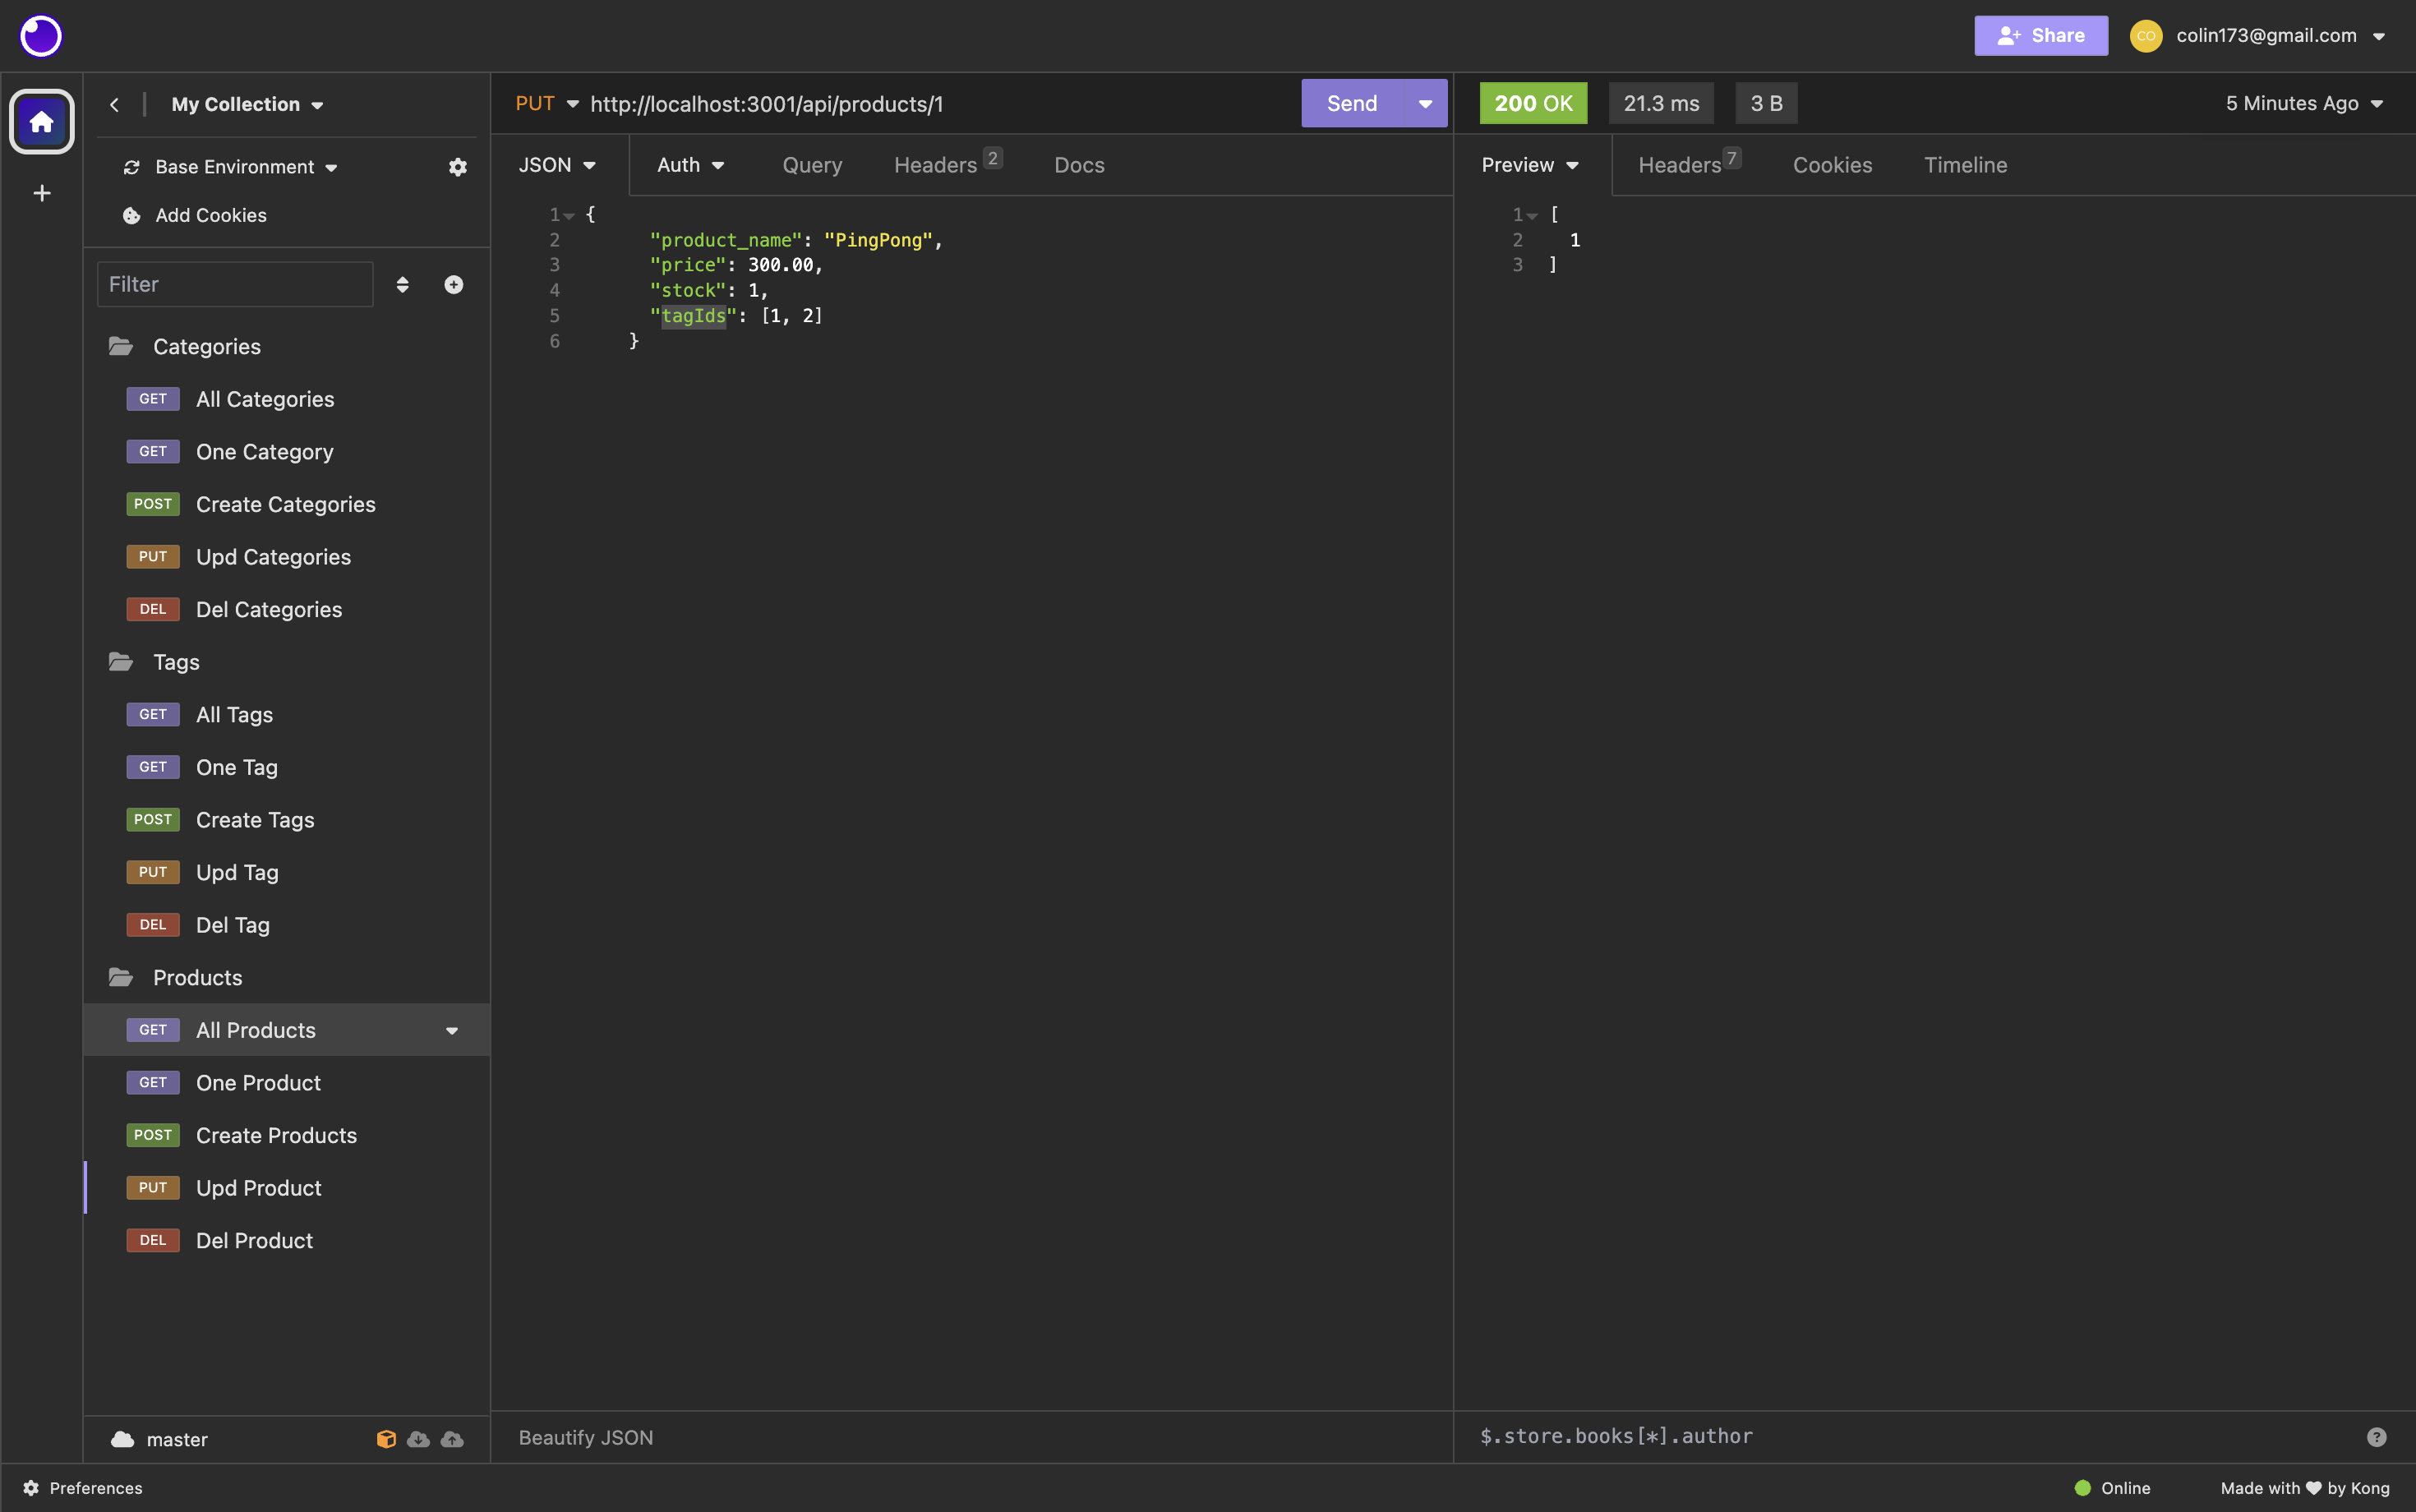 Share
CO
colin173@gmail.com
My Collection
Base Environment
Add Cookies
Filter
Categories
GET All Categories
GET One Category
POST Create Categories
PUT Upd Categories
DEL Del Categories
Tags
GET All Tags
GET One Tag
POST Create Tags
PUT Upd Tag
DEL Del Tag
Products
GET All Products
GET One Product
POST Create Products
PUT Upd Product
DEL Del Product
master
PUT http://localhost:3001/api/products/1
Send
JSON Auth Query Headers 2 Docs
1 {
2 "product_name": "PingPong",
3 "price": 300.00,
4 "stock": 1,
5 "tagIds": [1, 2]
6 }
Beautify JSON
200 OK 21.3 ms 3 B 5 Minutes Ago
Preview Headers 7 Cookies Timeline
1 [
2 1
3 ]
$.store.books[*].author
?
Preferences
Online
Made with ♥ by Kong